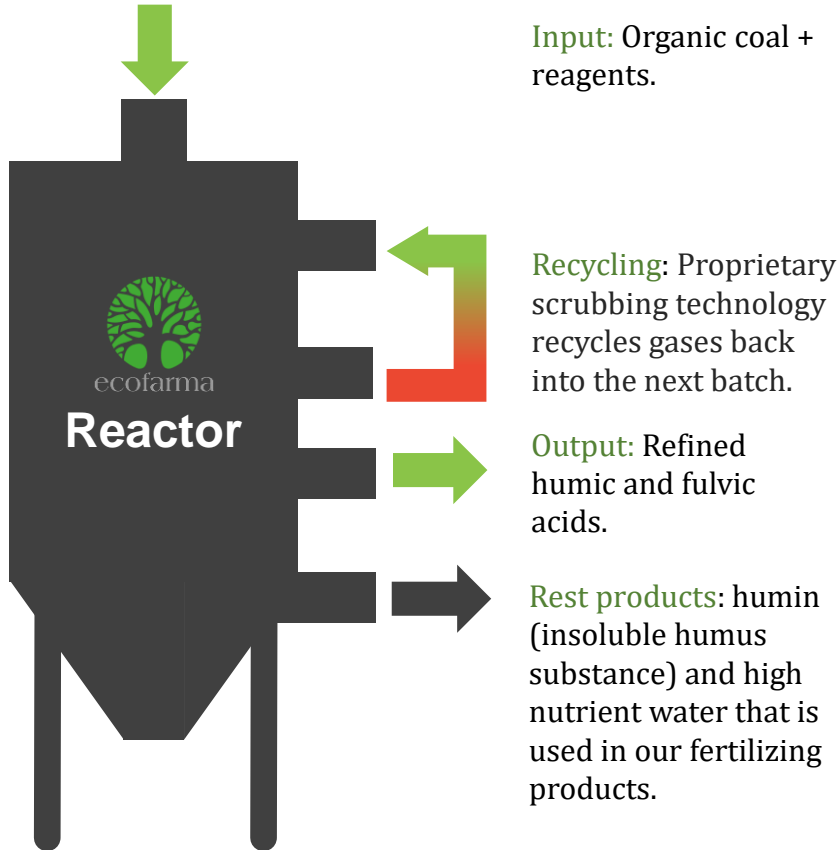 Input: Organic coal +
reagents.
Recycling: Proprietary
scrubbing technology
recycles gases back
into the next batch.
ecofarma
Reactor
Output: Refined
humic and fulvic
acids.
Rest products: humin
(insoluble humus
substance) and high
nutrient water that is
used in our fertilizing
products.